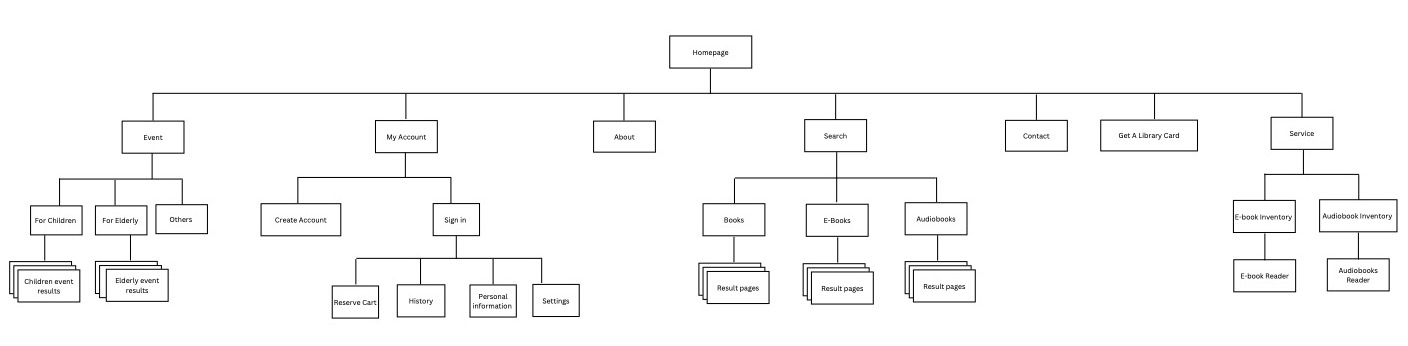 Homepage
Event
My Account
About
Search
Contact
Get A Library Card
Service
For Children
For Elderly
Others
Create Account
Sign in
Books
E-Books
Audiobooks
E-book Inventory
Audiobook Inventory
Children event
results
Elderly event
results
Reserve Cart
History
Personal
information
Settings
Result pages
Result pages
Result pages
E-book Reader
Audiobooks
Reader